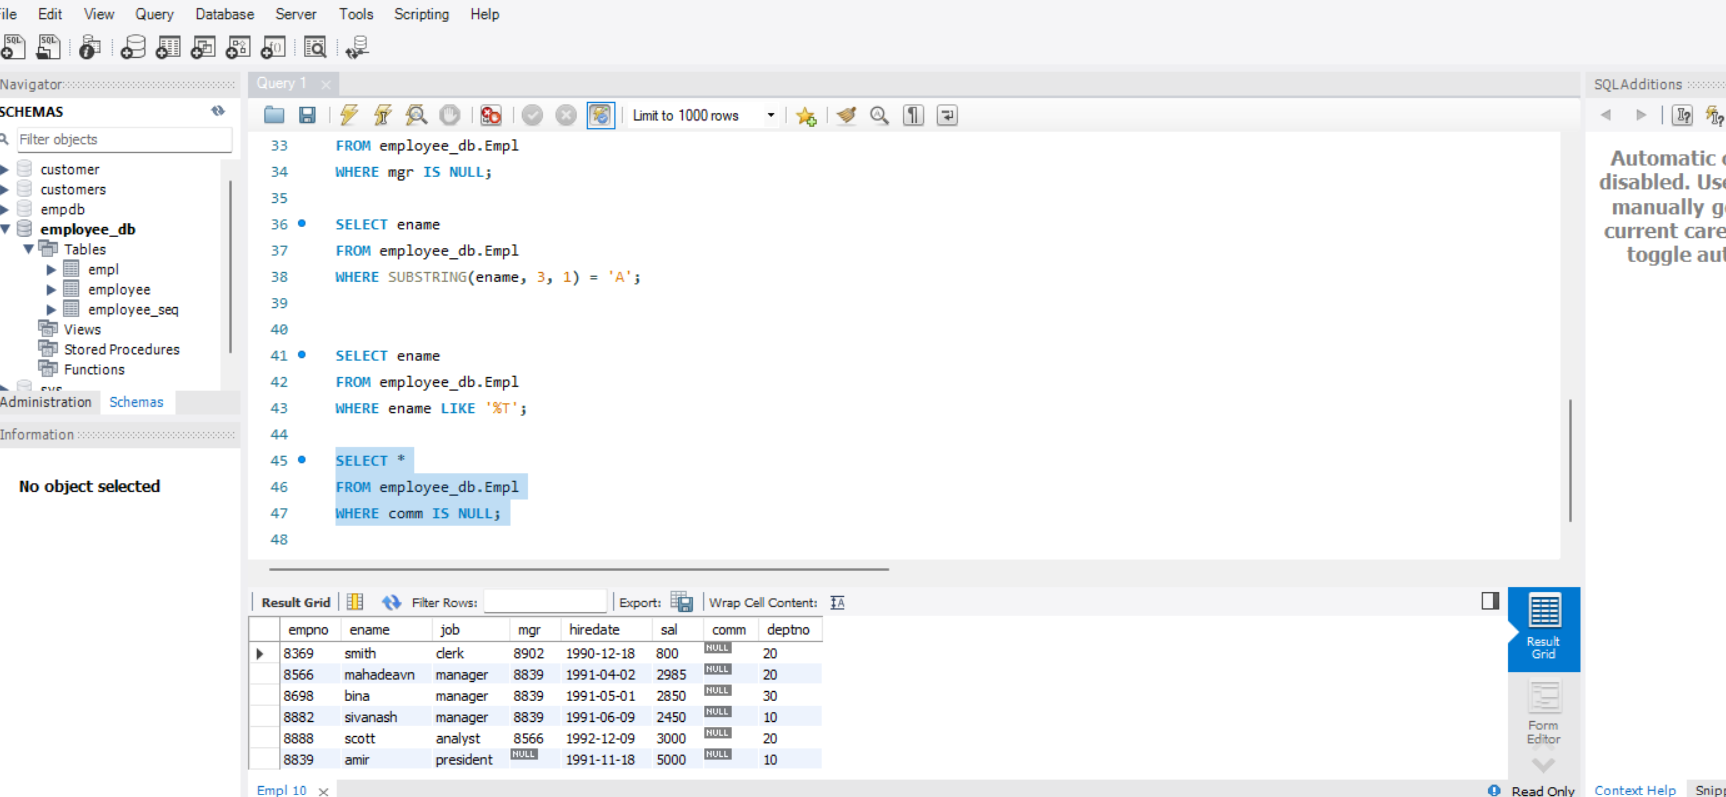 Edit View Query Database Server Tools Scripting Help
Navigator
SCHEMAS
Filter objects
customer
customers
empdb
employee_db
Tables
empl
employee
employee_seq
Views
Stored Procedures
Functions
sys
Administration Schemas
Information
No object selected
Query 1
Limit to 1000 rows
33 FROM employee_db.Empl
34 WHERE mgr IS NULL;
35
36 SELECT ename
37 FROM employee_db.Empl
38 WHERE SUBSTRING(ename, 3, 1) = 'A';
39
40
41 SELECT ename
42 FROM employee_db.Empl
43 WHERE ename LIKE '%T';
44
45 SELECT *
46 FROM employee_db.Empl
47 WHERE comm IS NULL;
48
Result Grid Filter Rows: Export: Wrap Cell Content:
empno ename job mgr hiredate sal comm deptno
8369 smith clerk 8902 1990-12-18 800 NULL 20
8566 mahadeavn manager 8839 1991-04-02 2985 NULL 20
8698 bina manager 8839 1991-05-01 2850 NULL 30
8882 sivanash manager 8839 1991-06-09 2450 NULL 10
8888 scott analyst 8566 1992-12-09 3000 NULL 20
8839 amir president NULL 1991-11-18 5000 NULL 10
Empl 10
Result
Grid
Form
Editor
Read Only
SQLAdditions
Automatic
disabled. Use
manually
current care
toggle aut
Context Help Snipp